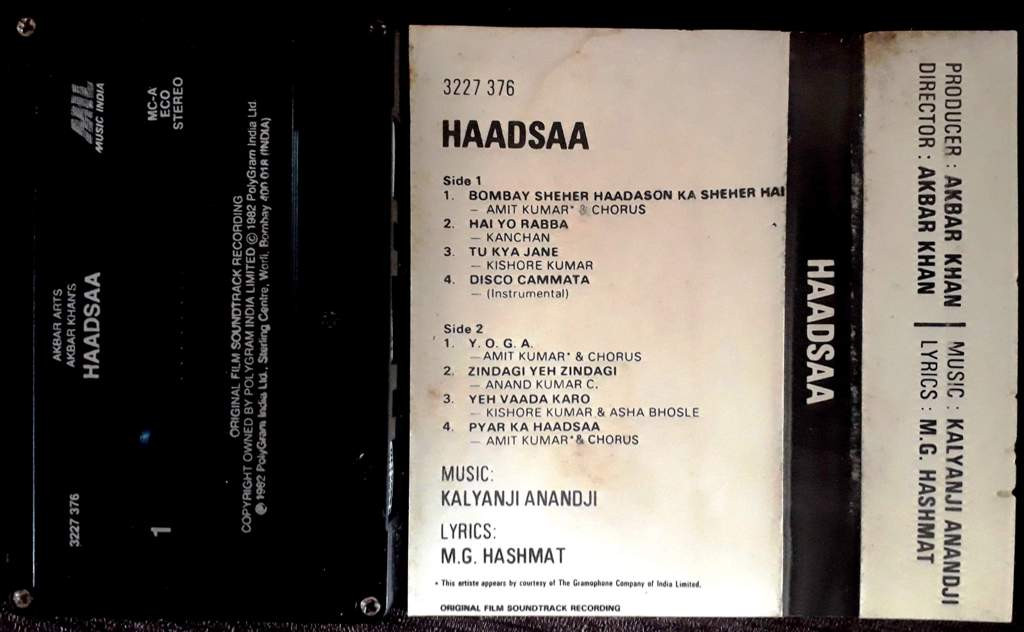 MIL
MUSIC INDIA
MC-A
ECO
STEREO
AKBAR ARTS
AKBAR KHAN'S
HAADSAA
ORIGINAL FILM SOUNDTRACK RECORDING
COPYRIGHT OWNED BY POLYGRAM INDIA LIMITED © 1982 PolyGram India Ltd
℗ 1982 PolyGram India Ltd., Sterling Centre, Worli, Bombay 400 018 (INDIA)
3227 376
1
3227 376
HAADSAA
Side 1
1. BOMBAY SHEHER HAADASON KA SHEHER HAI
— AMIT KUMAR* & CHORUS
2. HAI YO RABBA
— KANCHAN
3. TU KYA JANE
— KISHORE KUMAR
4. DISCO CAMMATA
— (Instrumental)
Side 2
1. Y. O. G. A.
—AMIT KUMAR* & CHORUS
2. ZINDAGI YEH ZINDAGI
— ANAND KUMAR C.
3. YEH VAADA KARO
— KISHORE KUMAR & ASHA BHOSLE
4. PYAR KA HAADSAA
— AMIT KUMAR* & CHORUS
MUSIC:
KALYANJI ANANDJI
LYRICS:
M.G. HASHMAT
* This artiste appears by courtesy of The Gramophone Company of India Limited.
ORIGINAL FILM SOUNDTRACK RECORDING
HAADSAA
PRODUCER : AKBAR KHAN | MUSIC : KALYANJI ANANDJI
DIRECTOR : AKBAR KHAN | LYRICS : M.G. HASHMAT